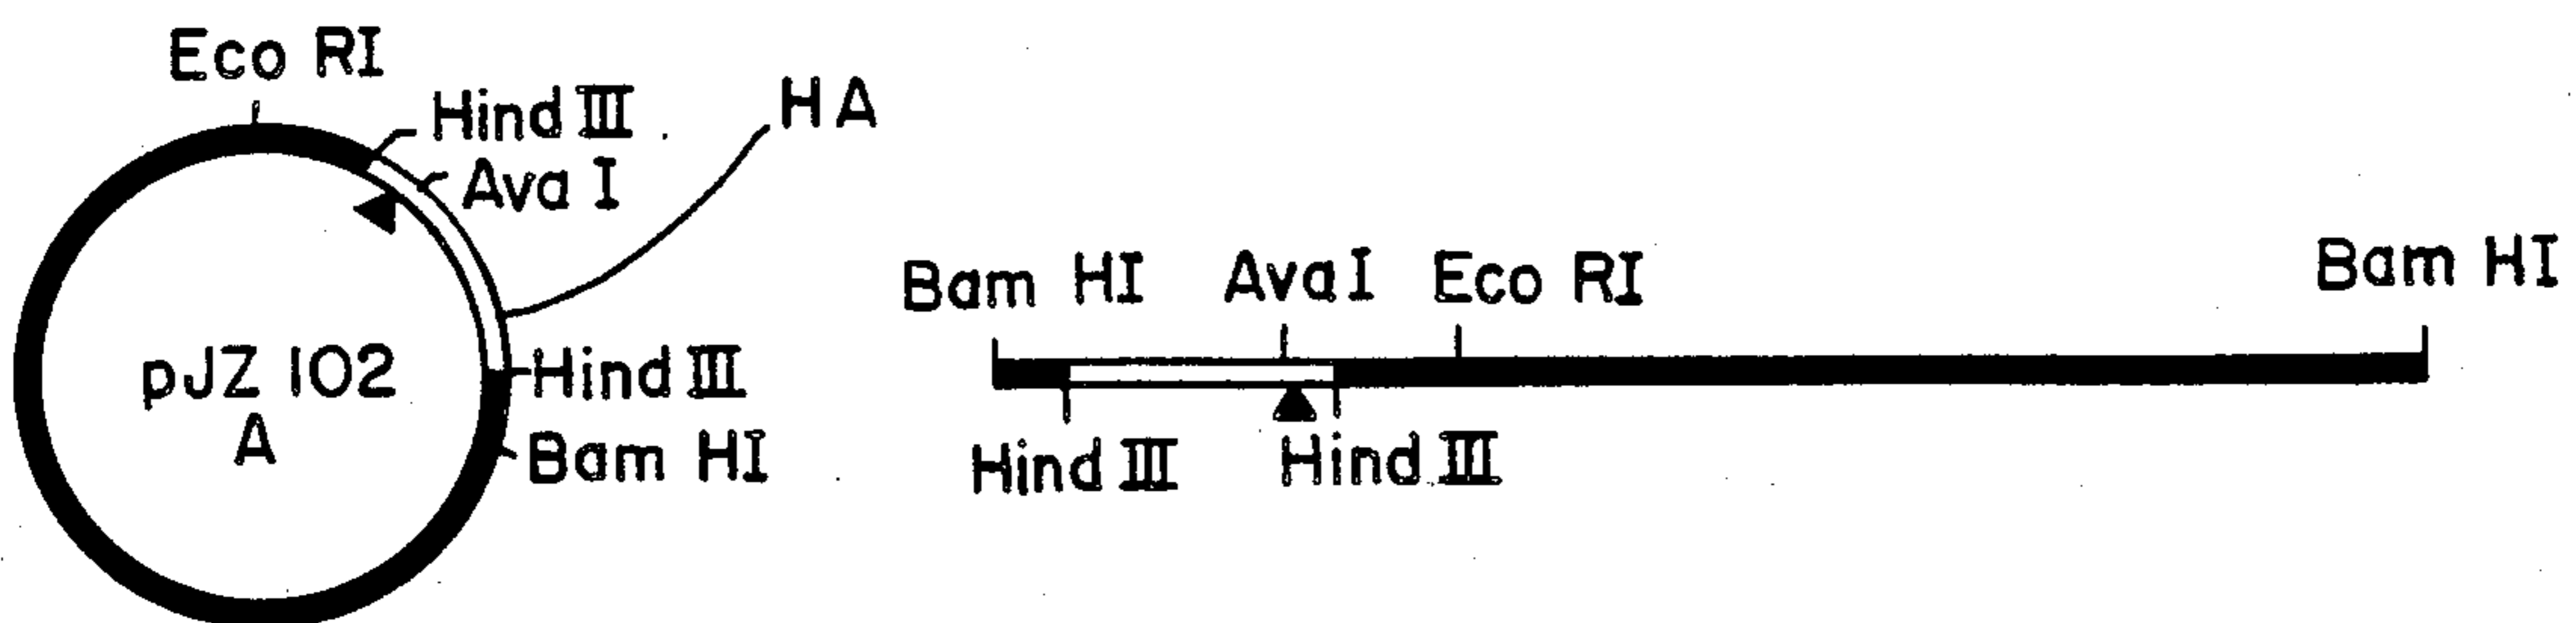 Eco RI
Hind III
Ava I
HA
pJZ 102
A
Hind III
Bam HI
Bam HI
Ava I
Eco RI
Bam HI
Hind III
Hind III